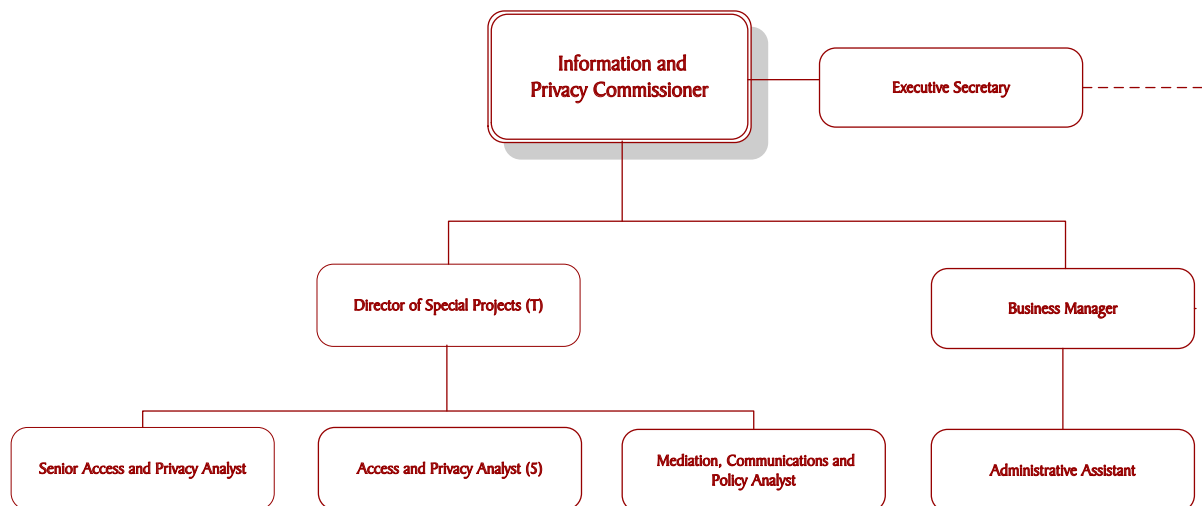 Information and
Privacy Commissioner
Executive Secretary
Director of Special Projects (T)
Business Manager
Senior Access and Privacy Analyst
Access and Privacy Analyst (5)
Mediation, Communications and
Policy Analyst
Administrative Assistant